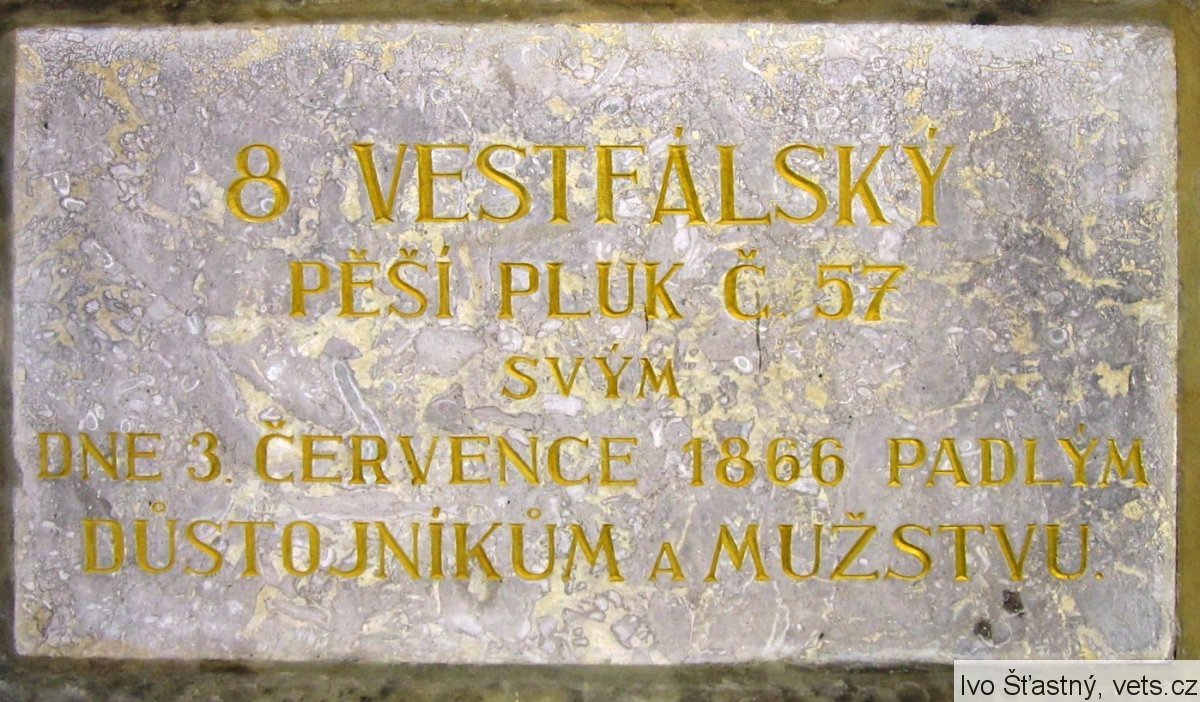 8 VESTFÁLSKÝ
PĚŠÍ PLUK Č. 57
SVÝM
DNE 3. ČERVENCE 1866 PADLÝM
DŮSTOJNÍKŮM A MUŽSTVU.
Ivo Šťastný, vets.cz